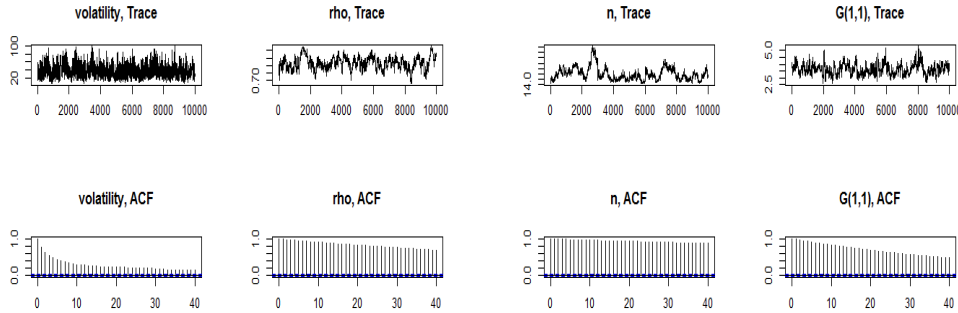 volatility, Trace
rho, Trace
n, Trace
G(1,1), Trace
20 100
0 2000 4000 6000 8000 10000
0.70
0 2000 4000 6000 8000 10000
14.0
0 2000 4000 6000 8000 10000
2.5 5.0
0 2000 4000 6000 8000 10000
volatility, ACF
rho, ACF
n, ACF
G(1,1), ACF
0.0 1.0
0 10 20 30 40
0.0 1.0
0 10 20 30 40
0.0 1.0
0 10 20 30 40
0.0 1.0
0 10 20 30 40